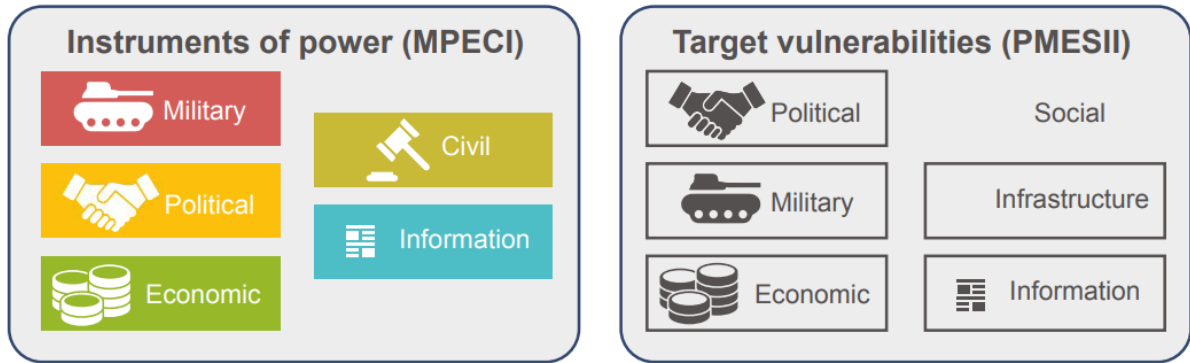 Instruments of power (MPECI)
Military
Political
Economic
Civil
Information
Target vulnerabilities (PMESII)
Political
Military
Economic
Social
Infrastructure
Information